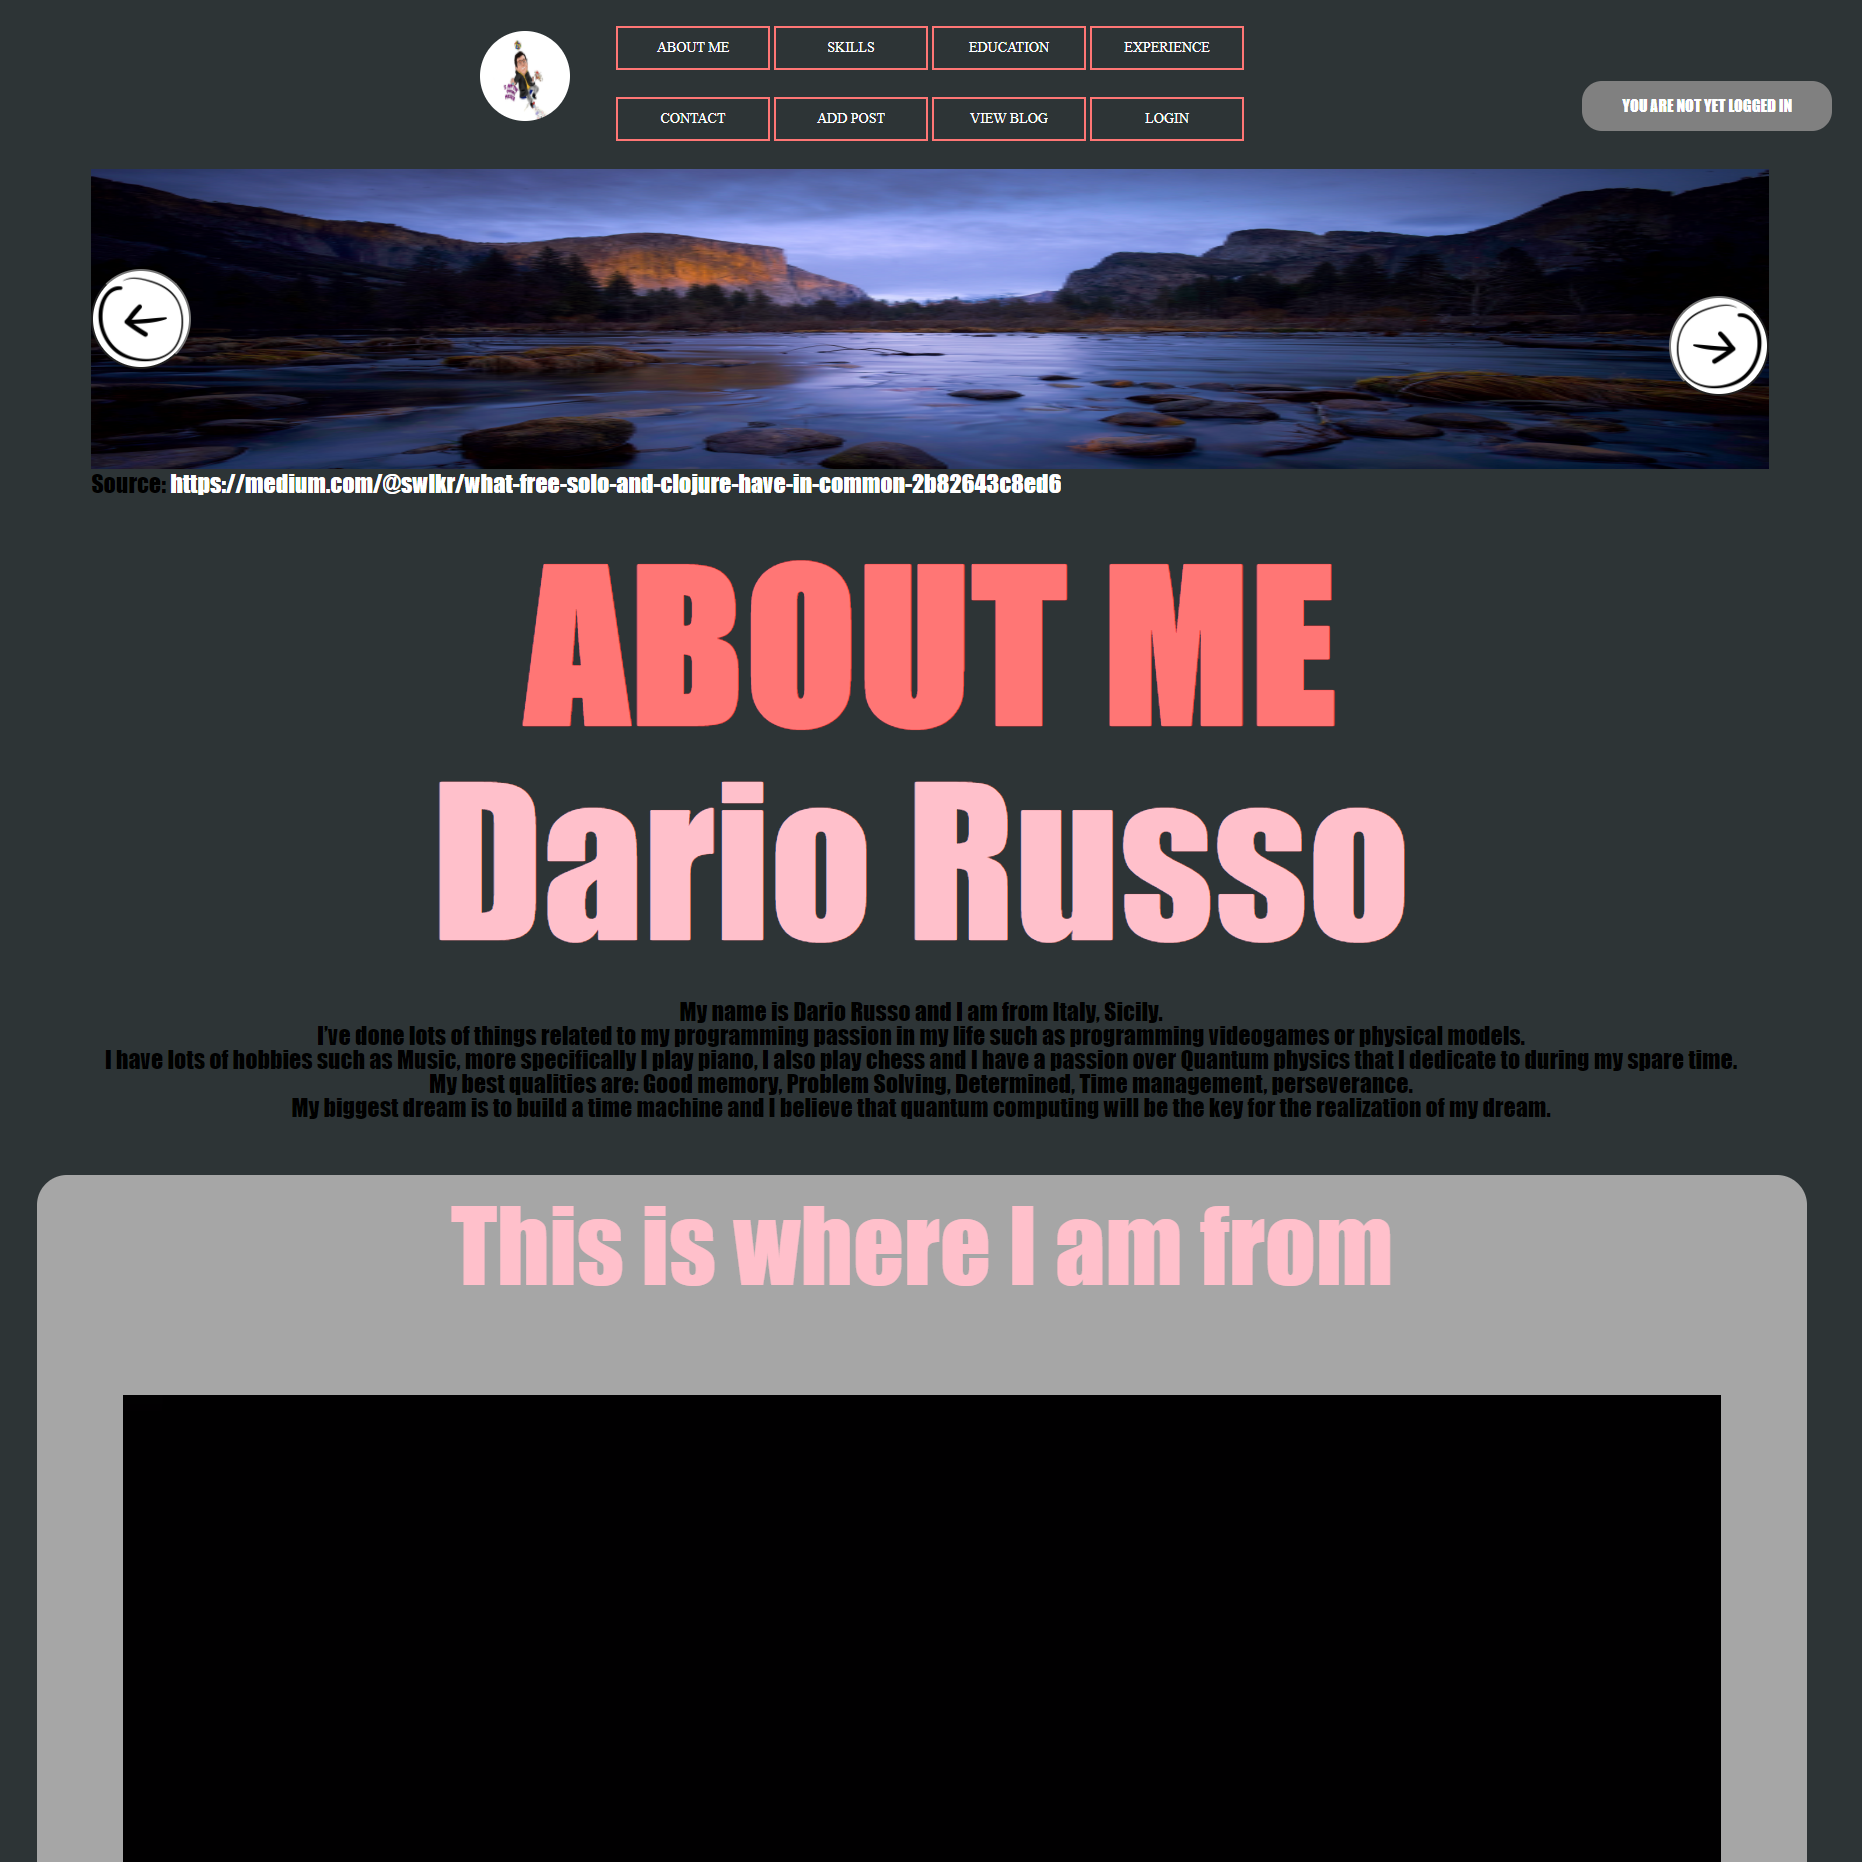 ABOUT ME
SKILLS
EDUCATION
EXPERIENCE
CONTACT
ADD POST
VIEW BLOG
LOGIN
YOU ARE NOT YET LOGGED IN
Source: https://medium.com/@swlkr/what-free-solo-and-clojure-have-in-common-2b82643c8ed6
ABOUT ME
Dario Russo
My name is Dario Russo and I am from Italy, Sicily.
I've done lots of things related to my programming passion in my life such as programming videogames or physical models.
I have lots of hobbies such as Music, more specifically I play piano, I also play chess and I have a passion over Quantum physics that I dedicate to during my spare time.
My best qualities are: Good memory, Problem Solving, Determined, Time management, perseverance.
My biggest dream is to build a time machine and I believe that quantum computing will be the key for the realization of my dream.
This is where I am from